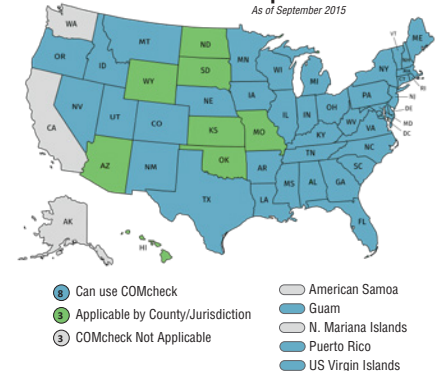 As of September 2015
WA
OR
CA
NV
ID
MT
WY
UT
AZ
CO
NM
ND
SD
NE
KS
OK
TX
MN
IA
MO
AR
LA
WI
IL
MI
IN
OH
KY
TN
MS
AL
GA
FL
SC
NC
VA
WV
PA
NY
VT
ME
RI
NJ
DE
MD
DC
AK
HI
8 Can use COMcheck
3 Applicable by County/Jurisdiction
3 COMcheck Not Applicable
American Samoa
Guam
N. Mariana Islands
Puerto Rico
US Virgin Islands